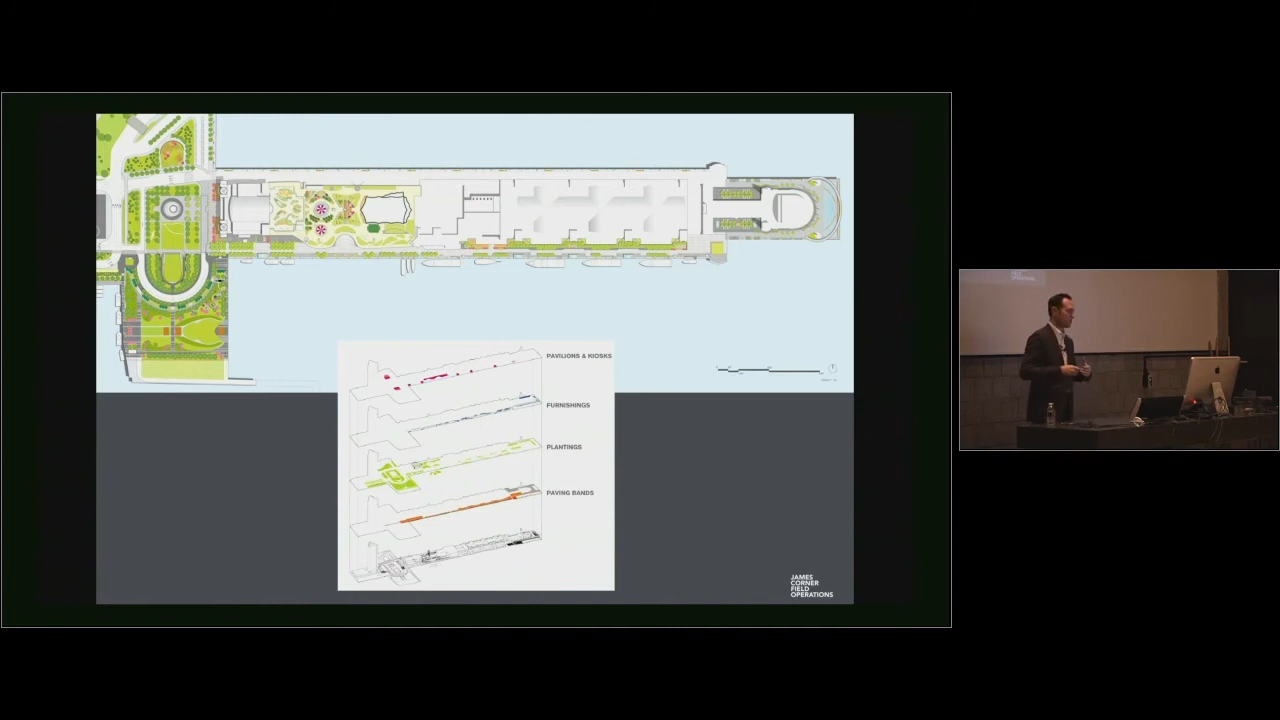 PAVILIONS & KIOSKS
FURNISHINGS
PLANTINGS
PAVING BANDS
JAMES
CORNER
FIELD
OPERATIONS